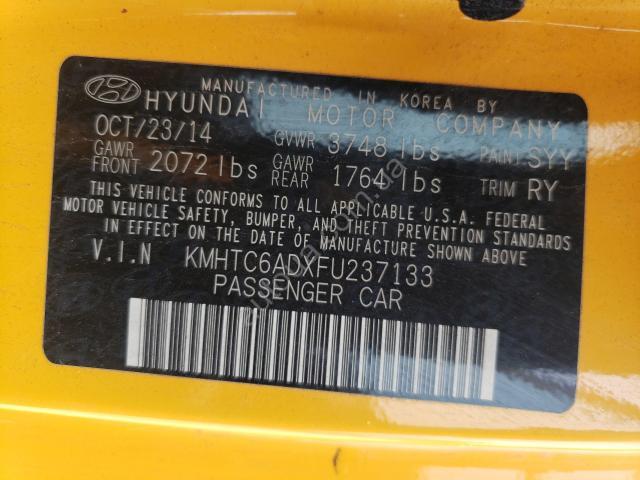 MANUFACTURED IN KOREA BY
HYUNDAI MOTOR COMPANY
OCT/23/14 GVWR 3748 lbs PAINT SYY
GAWR FRONT 2072 lbs GAWR REAR 1764 lbs TRIM RY
THIS VEHICLE CONFORMS TO ALL APPLICABLE U.S.A. FEDERAL
MOTOR VEHICLE SAFETY, BUMPER, AND THEFT PREVENTION STANDARDS
IN EFFECT ON THE DATE OF MANUFACTURE SHOWN ABOVE
V.I.N KMHTC6ADXFU237133
PASSENGER CAR